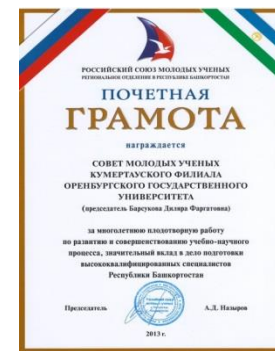 РОССИЙСКИЙ СОЮЗ МОЛОДЫХ УЧЕНЫХ
РЕГИОНАЛЬНОЕ ОТДЕЛЕНИЕ В РЕСПУБЛИКЕ БАШКОРТОСТАН
ПОЧЕТНАЯ
ГРАМОТА
награждается
СОВЕТ МОЛОДЫХ УЧЕНЫХ
КУМЕРТАУСКОГО ФИЛИАЛА
ОРЕНБУРГСКОГО ГОСУДАРСТВЕННОГО
УНИВЕРСИТЕТА
(председатель Барсукова Диляра Фаргатовна)
за многолетнюю плодотворную работу
по развитию и совершенствованию учебно-научного
процесса, значительный вклад в дело подготовки
высококвалифицированных специалистов
Республики Башкортостан
Председатель А.Д. Назыров
2013 г.